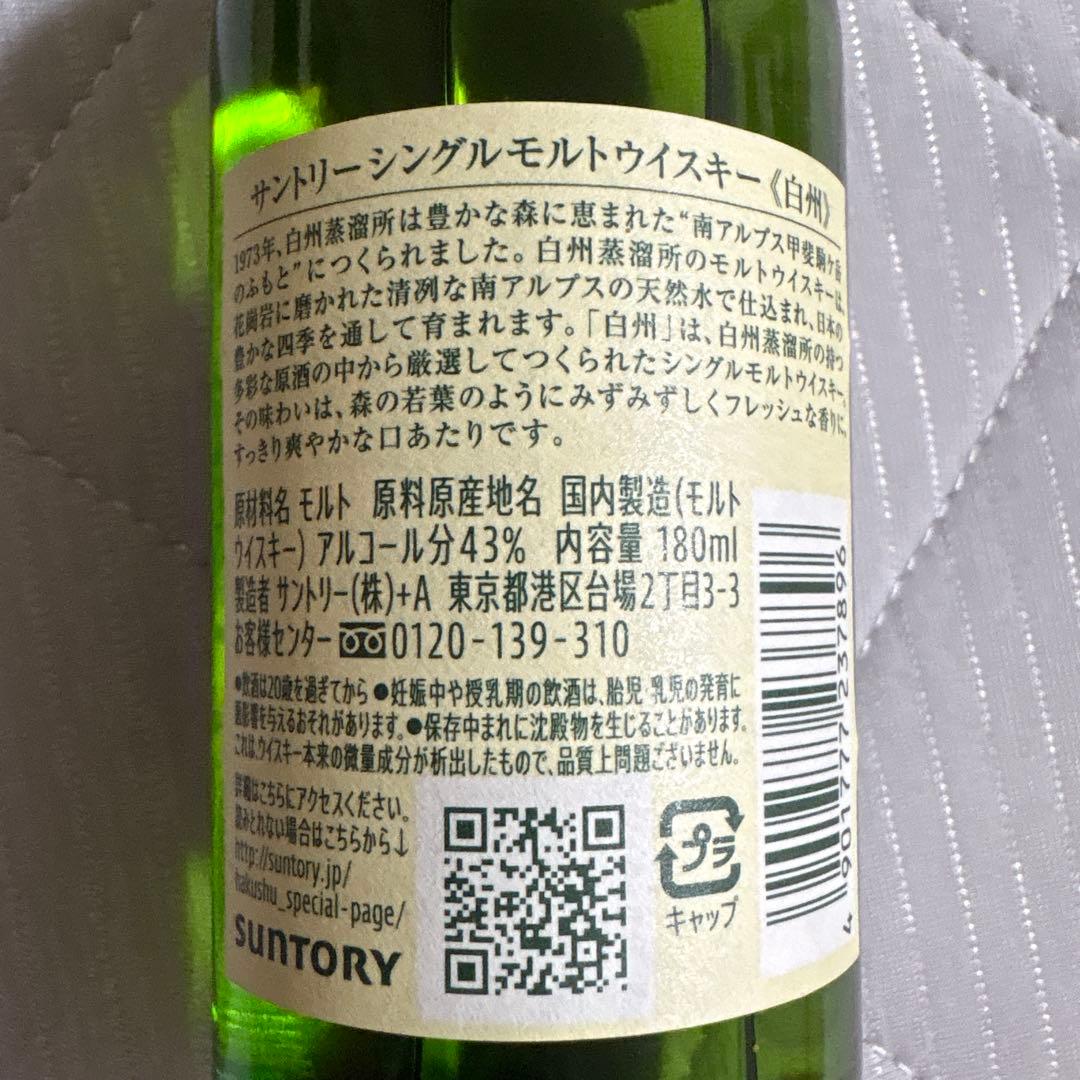 サントリーシングルモルトウイスキー《白州》
1973年、白州蒸溜所は豊かな森に恵まれた“南アルプス甲斐駒ケ岳
のふもと”につくられました。白州蒸溜所のモルトウイスキーは、
花崗岩に磨かれた清冽な南アルプスの天然水で仕込まれ、日本の
豊かな四季を通して育まれます。「白州」は、白州蒸溜所の持つ
多彩な原酒の中から厳選してつくられたシングルモルトウイスキー。
その味わいは、森の若葉のようにみずみずしくフレッシュな香りに、
すっきり爽やかな口あたりです。
原材料名 モルト 原料原産地名 国内製造(モルト
ウイスキー) アルコール分43% 内容量 180ml
製造者 サントリー(株)+A 東京都港区台場2丁目3-3
お客様センター 0120-139-310
●飲酒は20歳を過ぎてから ●妊娠中や授乳期の飲酒は、胎児・乳児の発育に
悪影響を与えるおそれがあります。●保存中まれに沈殿物を生じることがあります。
これは、ウイスキー本来の微量成分が析出したもので、品質上問題ございません。
詳細はこちらにアクセスください。
読みとれない場合はこちらから↓
http://suntory.jp/
hakushu_special-page/
SUNTORY
プラ
キャップ
4 901777 237896